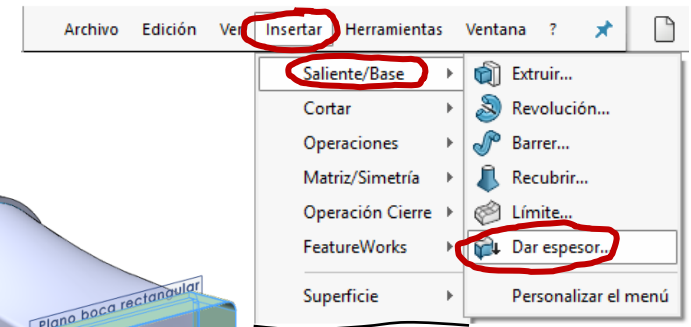 Archivo Edición Ver Insertar Herramientas Ventana ?
Saliente/Base
Cortar
Operaciones
Matriz/Simetría
Operación Cierre
FeatureWorks
Superficie
Extruir...
Revolución...
Barrer...
Recubrir...
Límite...
Dar espesor...
Personalizar el menú
Plano boca rectangular